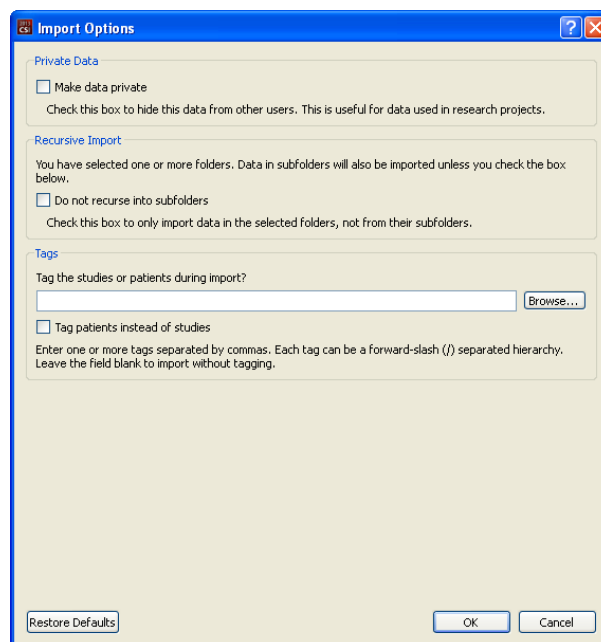 Import Options
Private Data
Make data private
Check this box to hide this data from other users. This is useful for data used in research projects.
Recursive Import
You have selected one or more folders. Data in subfolders will also be imported unless you check the box
below.
Do not recurse into subfolders
Check this box to only import data in the selected folders, not from their subfolders.
Tags
Tag the studies or patients during import?
Browse...
Tag patients instead of studies
Enter one or more tags separated by commas. Each tag can be a forward-slash (/) separated hierarchy.
Leave the field blank to import without tagging.
Restore Defaults
OK
Cancel